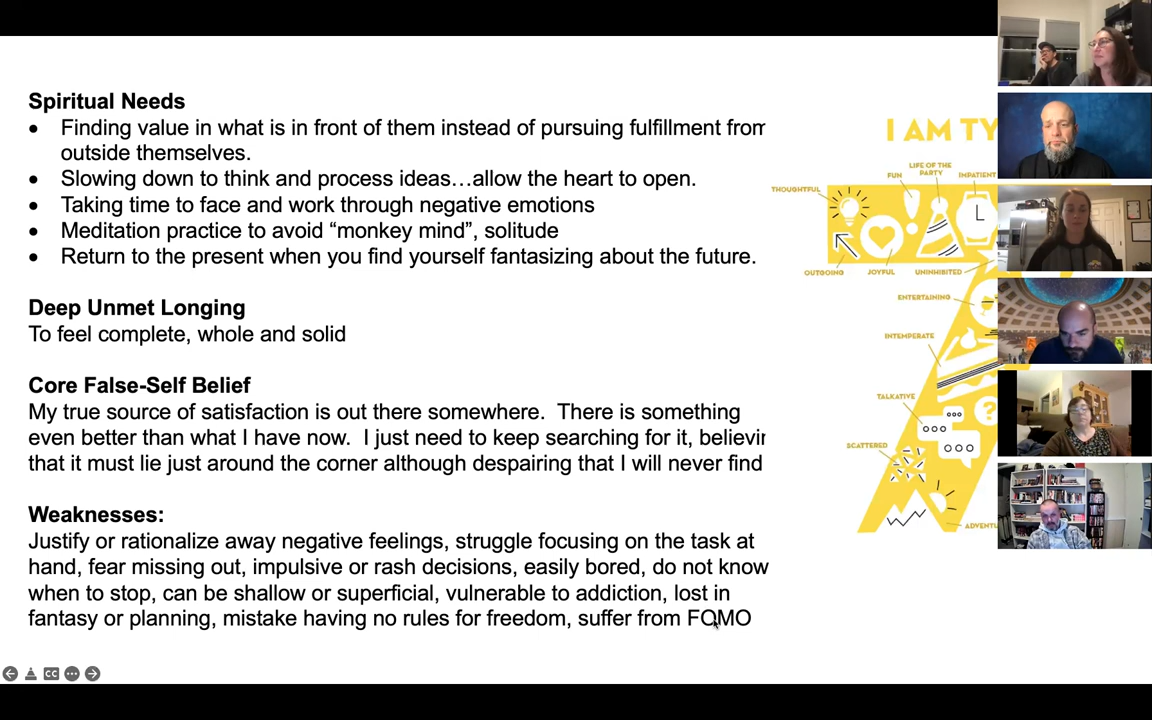 Spiritual Needs
• Finding value in what is in front of them instead of pursuing fulfillment from
outside themselves.
• Slowing down to think and process ideas…allow the heart to open.
• Taking time to face and work through negative emotions
• Meditation practice to avoid “monkey mind”, solitude
• Return to the present when you find yourself fantasizing about the future.
Deep Unmet Longing
To feel complete, whole and solid
Core False-Self Belief
My true source of satisfaction is out there somewhere.  There is something
even better than what I have now.  I just need to keep searching for it, believin
that it must lie just around the corner although despairing that I will never find
Weaknesses:
Justify or rationalize away negative feelings, struggle focusing on the task at
hand, fear missing out, impulsive or rash decisions, easily bored, do not know
when to stop, can be shallow or superficial, vulnerable to addiction, lost in
fantasy or planning, mistake having no rules for freedom, suffer from FOMO
I AM TY
LIFE OF THE
PARTY
FUN
IMPATIENT
THOUGHTFUL
OUTGOING
JOYFUL
UNINHIBITED
ENTERTAINING
INTEMPERATE
TALKATIVE
?
SCATTERED
ADVENTU
CC